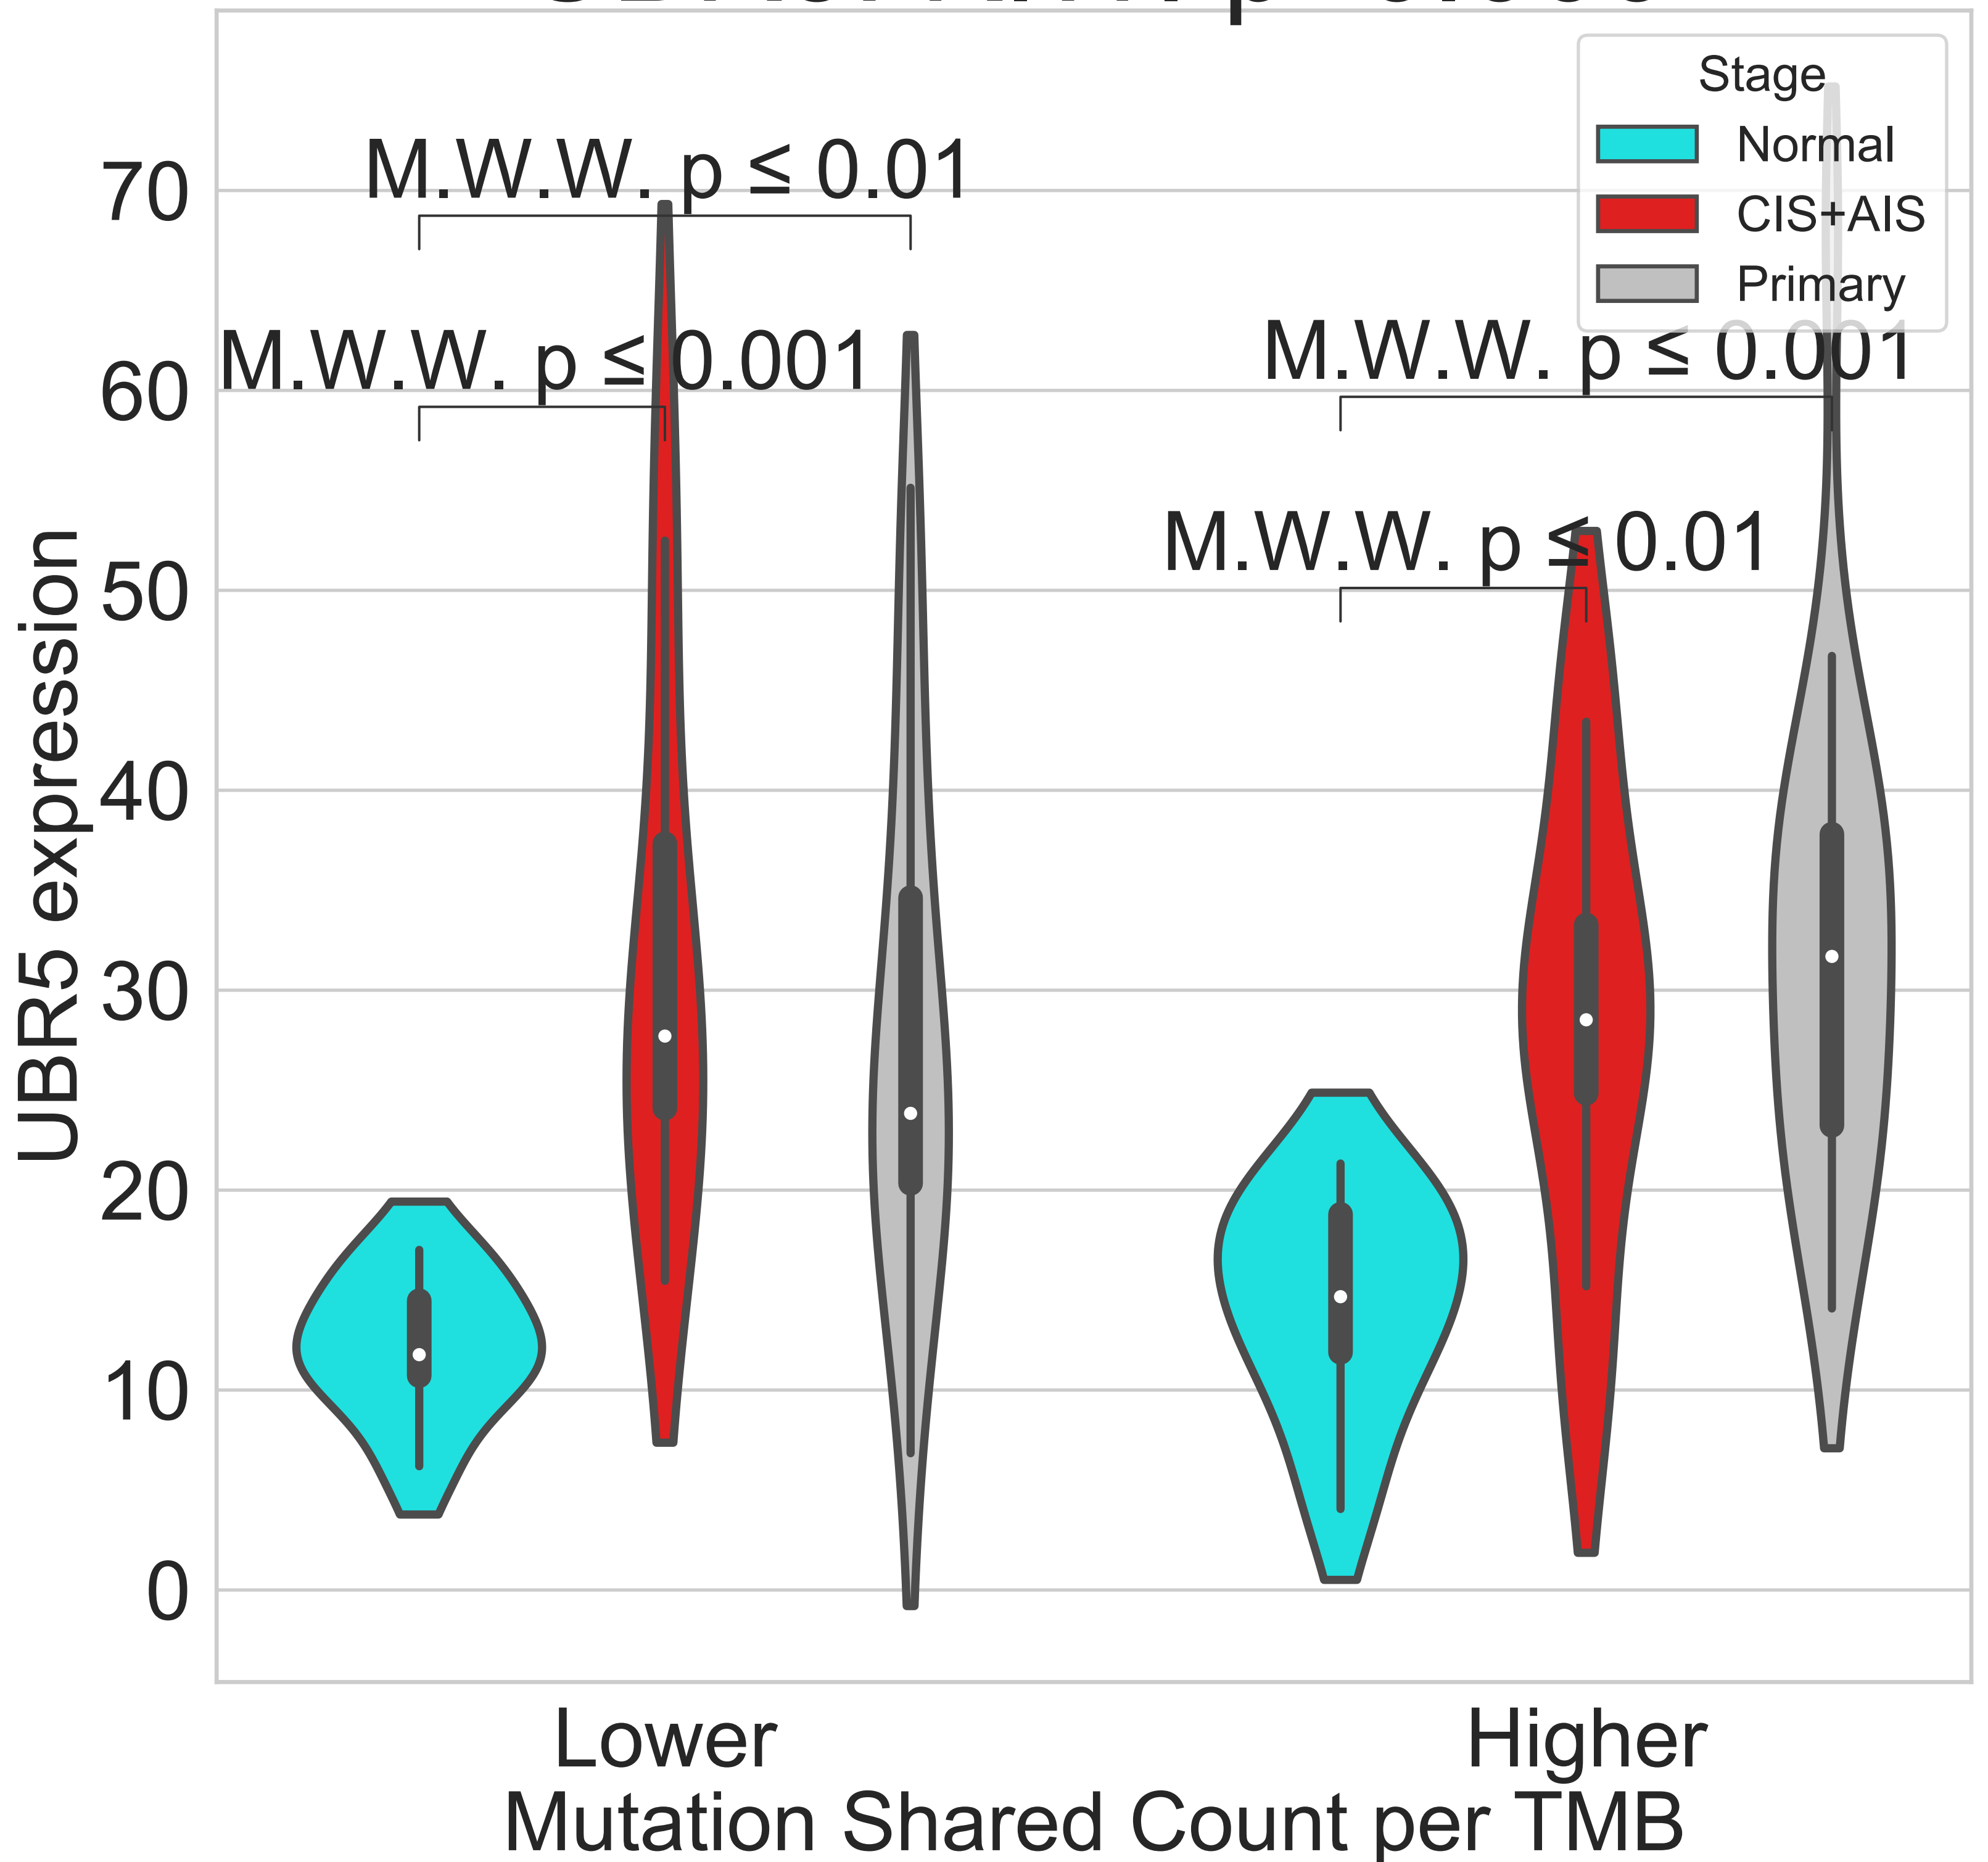 Stage
Normal
CIS+AIS
Primary
M.W.W. p ≤ 0.01
M.W.W. p ≤ 0.001
M.W.W. p ≤ 0.001
M.W.W. p ≤ 0.01
70
60
50
40
30
20
10
0
UBR5 expression
Lower
Higher
Mutation Shared Count per TMB